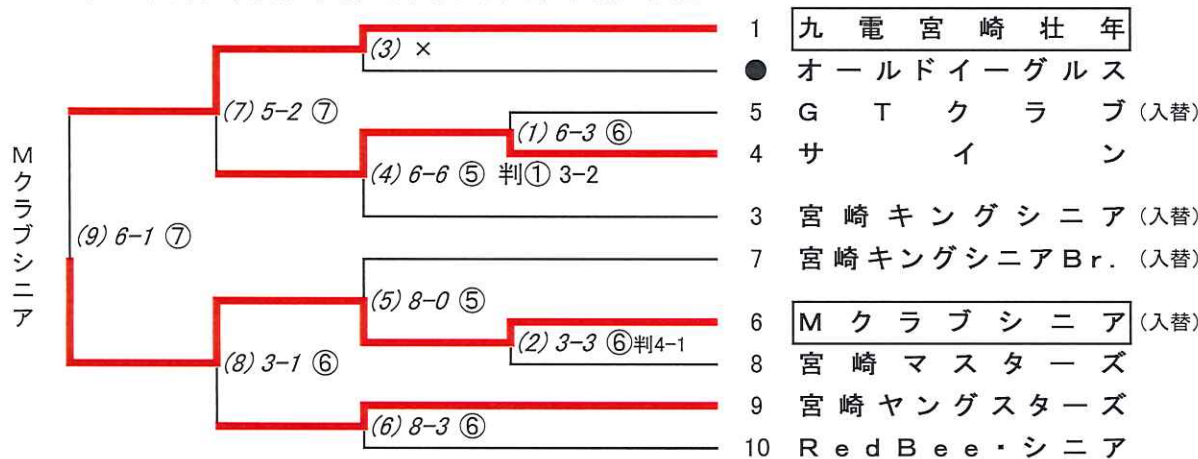 (3) ×
1 九電宮崎壮年
● オールドイーグルス
(7) 5-2 ⑦
(1) 6-3 ⑥
5 GTクラブ (入替)
4 サイン
(4) 6-6 ⑤ 判① 3-2
3 宮崎キングシニア (入替)
Mクラブシニア
(9) 6-1 ⑦
7 宮崎キングシニアBr. (入替)
(5) 8-0 ⑤
6 Mクラブシニア (入替)
(2) 3-3 ⑥判4-1
8 宮崎マスターズ
(8) 3-1 ⑥
9 宮崎ヤングスターズ
(6) 8-3 ⑥
10 RedBee・シニア